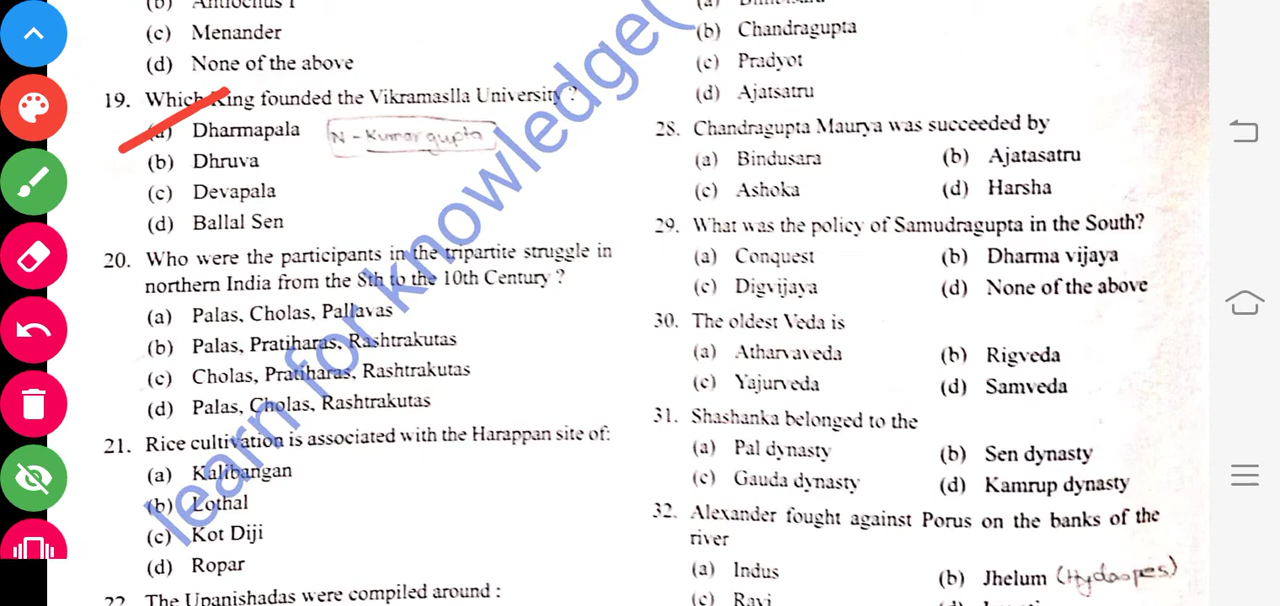 (b) Antiochus I
(c) Menander
(d) None of the above
19. Which King founded the Vikramaslla University ?
(a) Dharmapala
N - Kumargupta
(b) Dhruva
(c) Devapala
(d) Ballal Sen
20. Who were the participants in the tripartite struggle in
northern India from the 8th to the 10th Century ?
(a) Palas, Cholas, Pallavas
(b) Palas, Pratiharas, Rashtrakutas
(c) Cholas, Pratiharas, Rashtrakutas
(d) Palas, Cholas, Rashtrakutas
21. Rice cultivation is associated with the Harappan site of:
(a) Kalibangan
(b) Lothal
(c) Kot Diji
(d) Ropar
22. The Upanishadas were compiled around :
learn for knowledge(
(a)
(b) Chandragupta
(c) Pradyot
(d) Ajatsatru
28. Chandragupta Maurya was succeeded by
(a) Bindusara (b) Ajatasatru
(c) Ashoka (d) Harsha
29. What was the policy of Samudragupta in the South?
(a) Conquest (b) Dharma vijaya
(c) Digvijaya (d) None of the above
30. The oldest Veda is
(a) Atharvaveda (b) Rigveda
(c) Yajurveda (d) Samveda
31. Shashanka belonged to the
(a) Pal dynasty (b) Sen dynasty
(c) Gauda dynasty (d) Kamrup dynasty
32. Alexander fought against Porus on the banks of the
river
(a) Indus (b) Jhelum (Hydaspes)
(c) Ravi